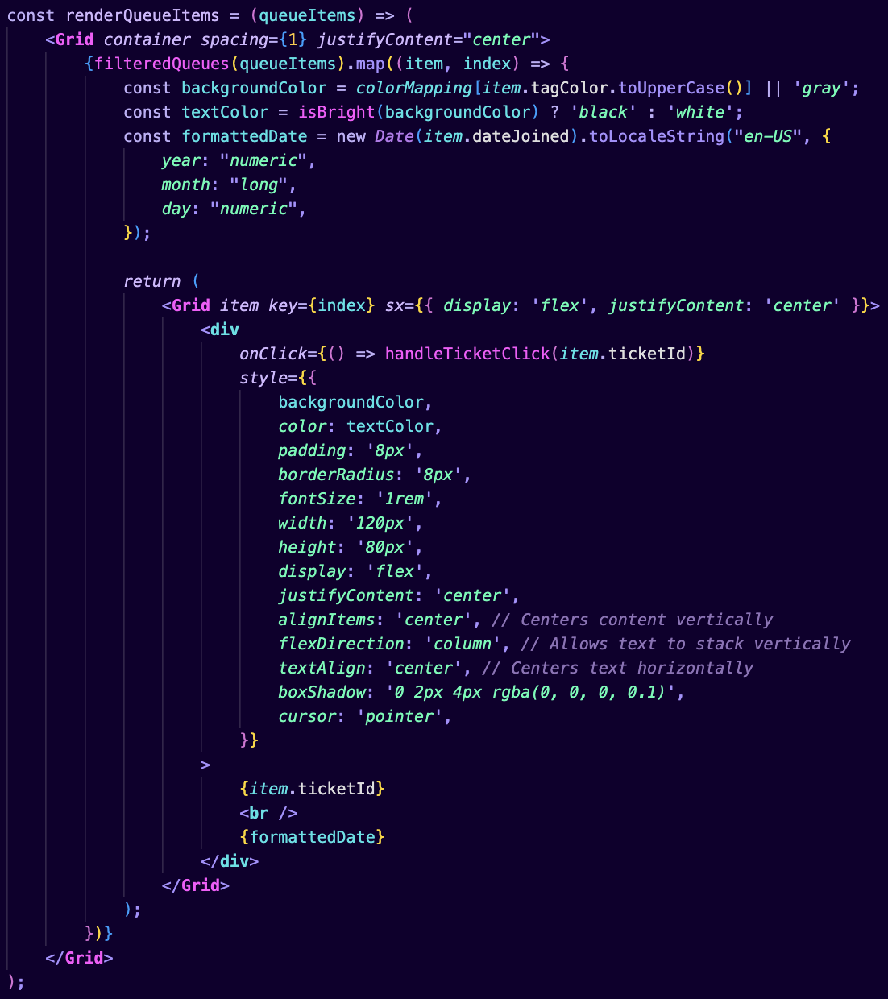 const renderQueueItems = (queueItems) => (
    <Grid container spacing={1} justifyContent="center">
        {filteredQueues(queueItems).map((item, index) => {
            const backgroundColor = colorMapping[item.tagColor.toUpperCase()] || 'gray';
            const textColor = isBright(backgroundColor) ? 'black' : 'white';
            const formattedDate = new Date(item.dateJoined).toLocaleString("en-US", {
                year: "numeric",
                month: "long",
                day: "numeric",
            });

            return (
                <Grid item key={index} sx={{ display: 'flex', justifyContent: 'center' }}>
                    <div
                        onClick={() => handleTicketClick(item.ticketId)}
                        style={{
                            backgroundColor,
                            color: textColor,
                            padding: '8px',
                            borderRadius: '8px',
                            fontSize: '1rem',
                            width: '120px',
                            height: '80px',
                            display: 'flex',
                            justifyContent: 'center',
                            alignItems: 'center', // Centers content vertically
                            flexDirection: 'column', // Allows text to stack vertically
                            textAlign: 'center', // Centers text horizontally
                            boxShadow: '0 2px 4px rgba(0, 0, 0, 0.1)',
                            cursor: 'pointer',
                        }}
                    >
                        {item.ticketId}
                        <br />
                        {formattedDate}
                    </div>
                </Grid>
            );
        })}
    </Grid>
);